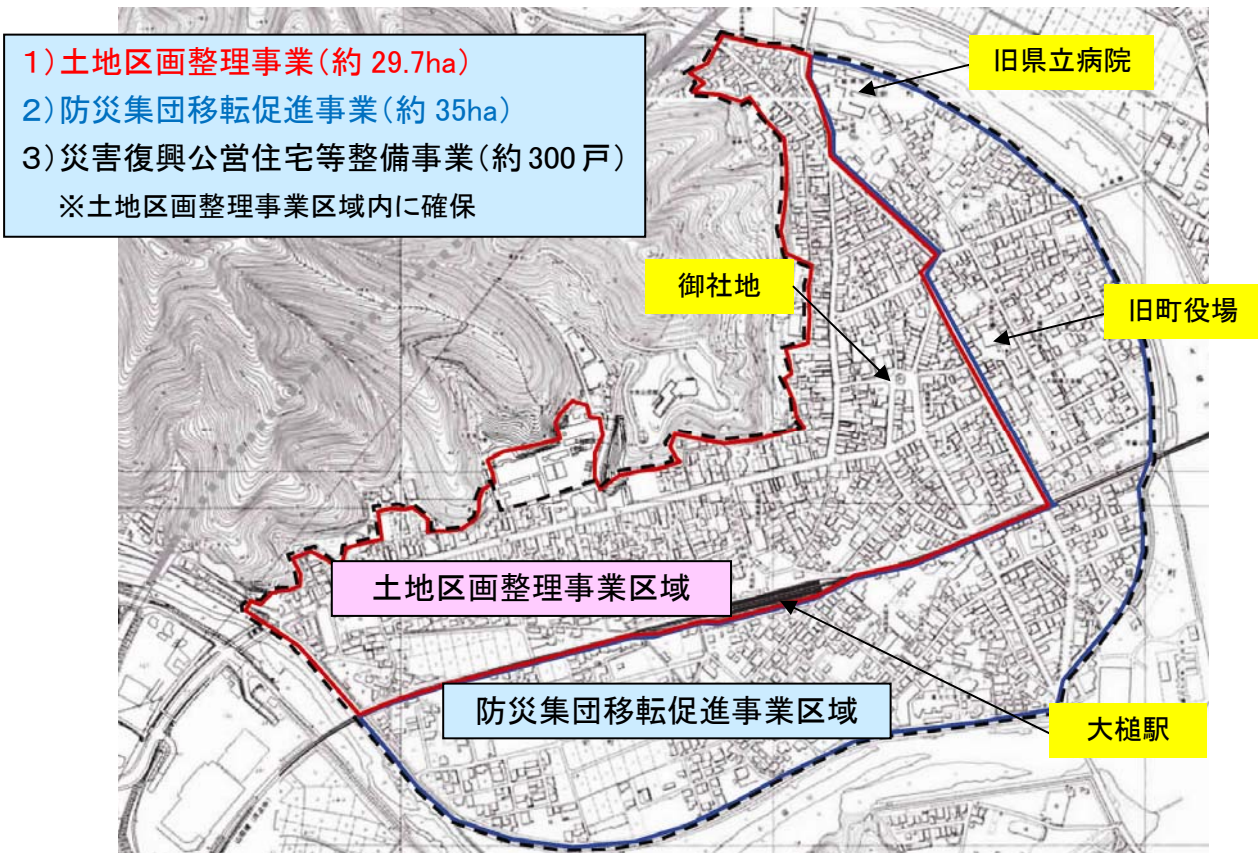 1)土地区画整理事業(約 29.7ha)
2)防災集団移転促進事業(約 35ha)
3)災害復興公営住宅等整備事業(約 300 戸)
※土地区画整理事業区域内に確保
旧県立病院
御社地
旧町役場
土地区画整理事業区域
防災集団移転促進事業区域
大槌駅